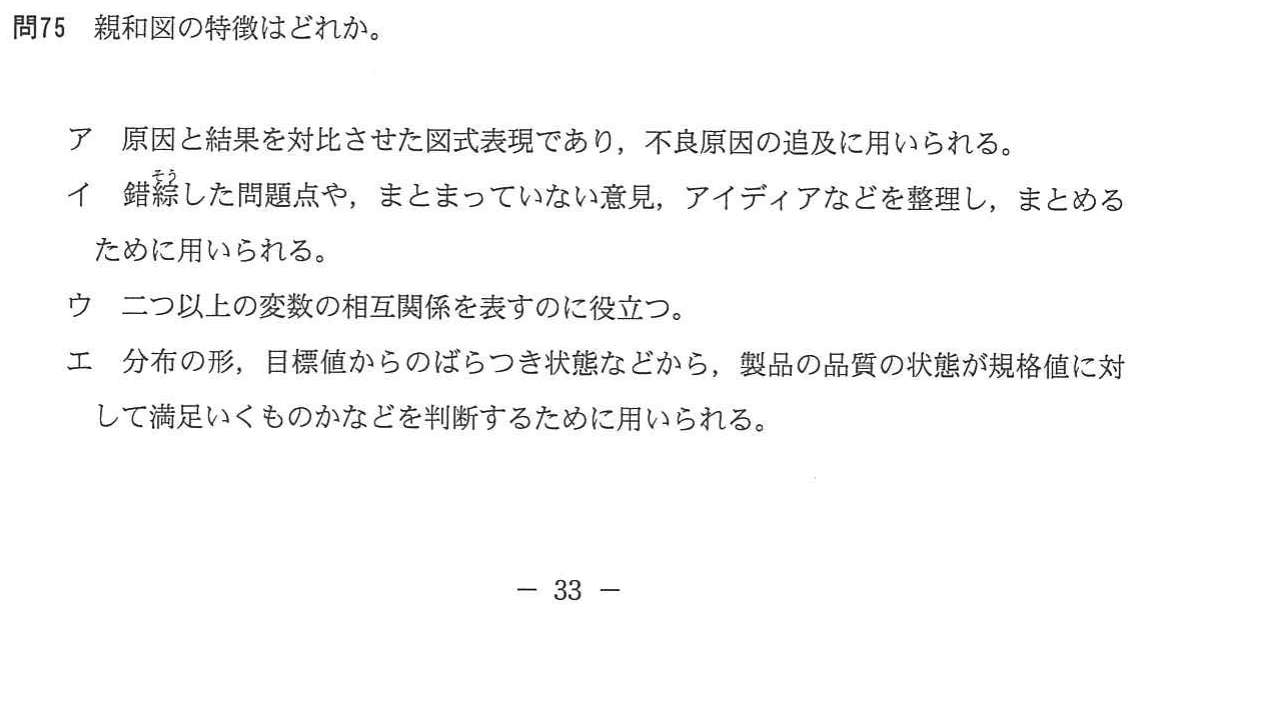 問75　親和図の特徴はどれか。
ア　原因と結果を対比させた図式表現であり，不良原因の追及に用いられる。
そう
イ　錯綜した問題点や，まとまっていない意見，アイディアなどを整理し，まとめる
ために用いられる。
ウ　二つ以上の変数の相互関係を表すのに役立つ。
エ　分布の形，目標値からのばらつき状態などから，製品の品質の状態が規格値に対
して満足いくものかなどを判断するために用いられる。
－ 33 －